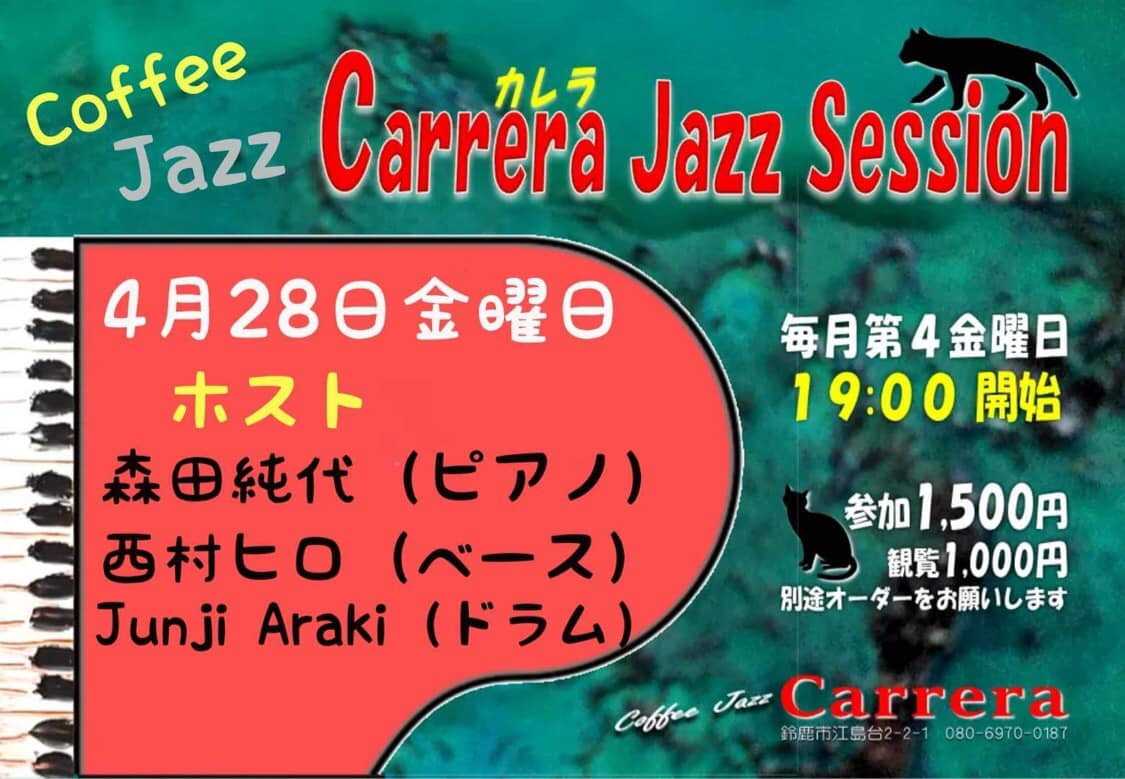 Coffee
Jazz
カレラ
Carrera Jazz Session
4月28日金曜日
ホスト
森田純代 (ピアノ)
西村ヒロ (ベース)
Junji Araki (ドラム)
毎月第4金曜日
19:00 開始
参加1,500円
観覧1,000円
別途オーダーをお願いします
Coffee Jazz Carrera
鈴鹿市江島台2-2-1 080-6970-0187